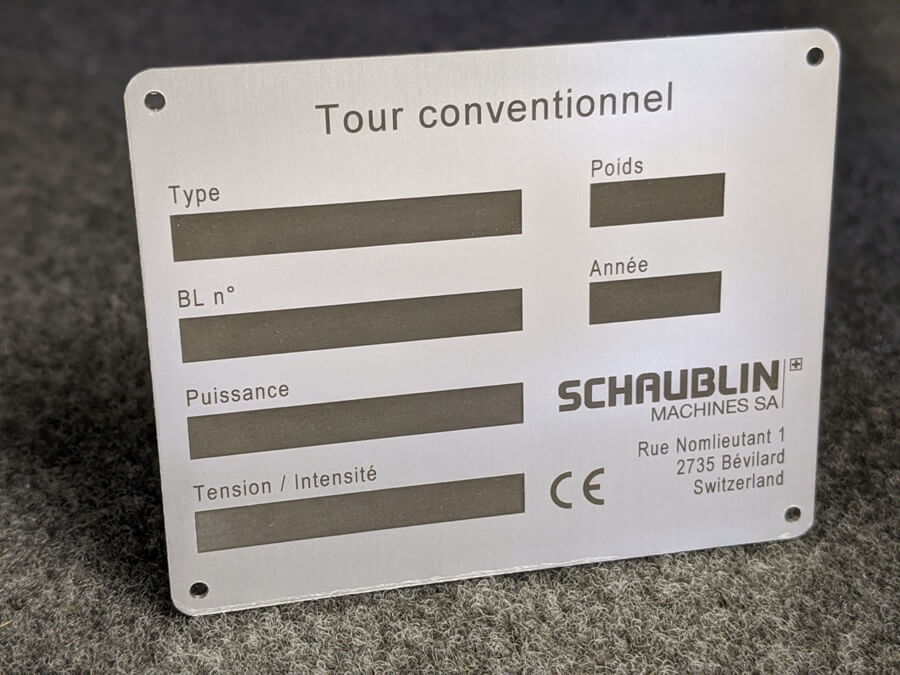 Tour conventionnel
Type
Poids
BL n°
Année
Puissance
SCHAUBLIN
MACHINES SA
Tension / Intensité
CE
Rue Nomlieutant 1
2735 Bévilard
Switzerland